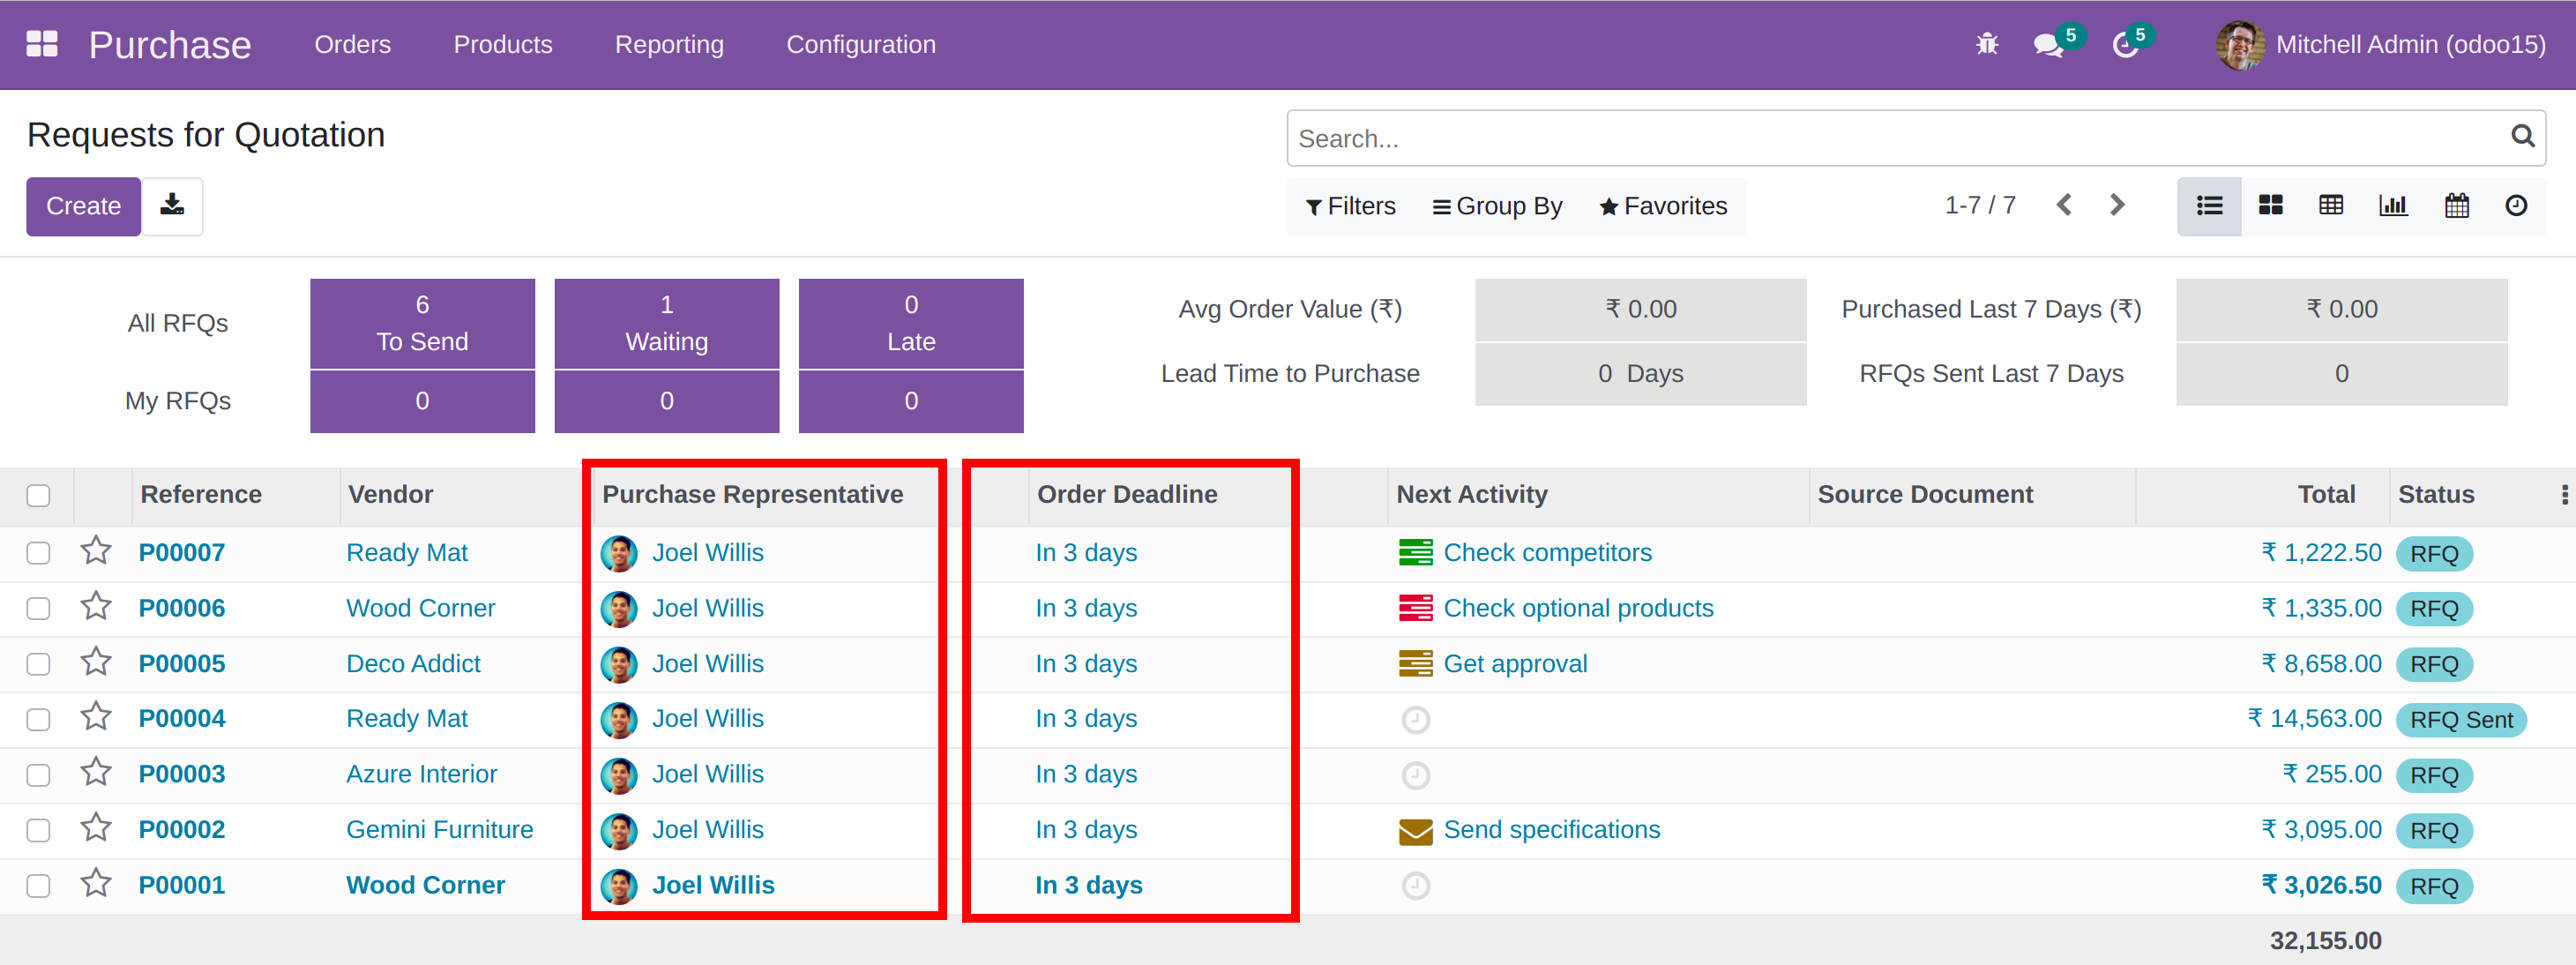 Purchase Orders Products Reporting Configuration 5 5 Mitchell Admin (odoo15)
Requests for Quotation
Search...
Create
Filters Group By Favorites 1-7 / 7
All RFQs 6 To Send 1 Waiting 0 Late
My RFQs 0 0 0
Avg Order Value (₹) ₹ 0.00 Purchased Last 7 Days (₹) ₹ 0.00
Lead Time to Purchase 0 Days RFQs Sent Last 7 Days 0
Reference Vendor Purchase Representative Order Deadline Next Activity Source Document Total Status
P00007 Ready Mat Joel Willis In 3 days Check competitors ₹ 1,222.50 RFQ
P00006 Wood Corner Joel Willis In 3 days Check optional products ₹ 1,335.00 RFQ
P00005 Deco Addict Joel Willis In 3 days Get approval ₹ 8,658.00 RFQ
P00004 Ready Mat Joel Willis In 3 days ₹ 14,563.00 RFQ Sent
P00003 Azure Interior Joel Willis In 3 days ₹ 255.00 RFQ
P00002 Gemini Furniture Joel Willis In 3 days Send specifications ₹ 3,095.00 RFQ
P00001 Wood Corner Joel Willis In 3 days ₹ 3,026.50 RFQ
32,155.00